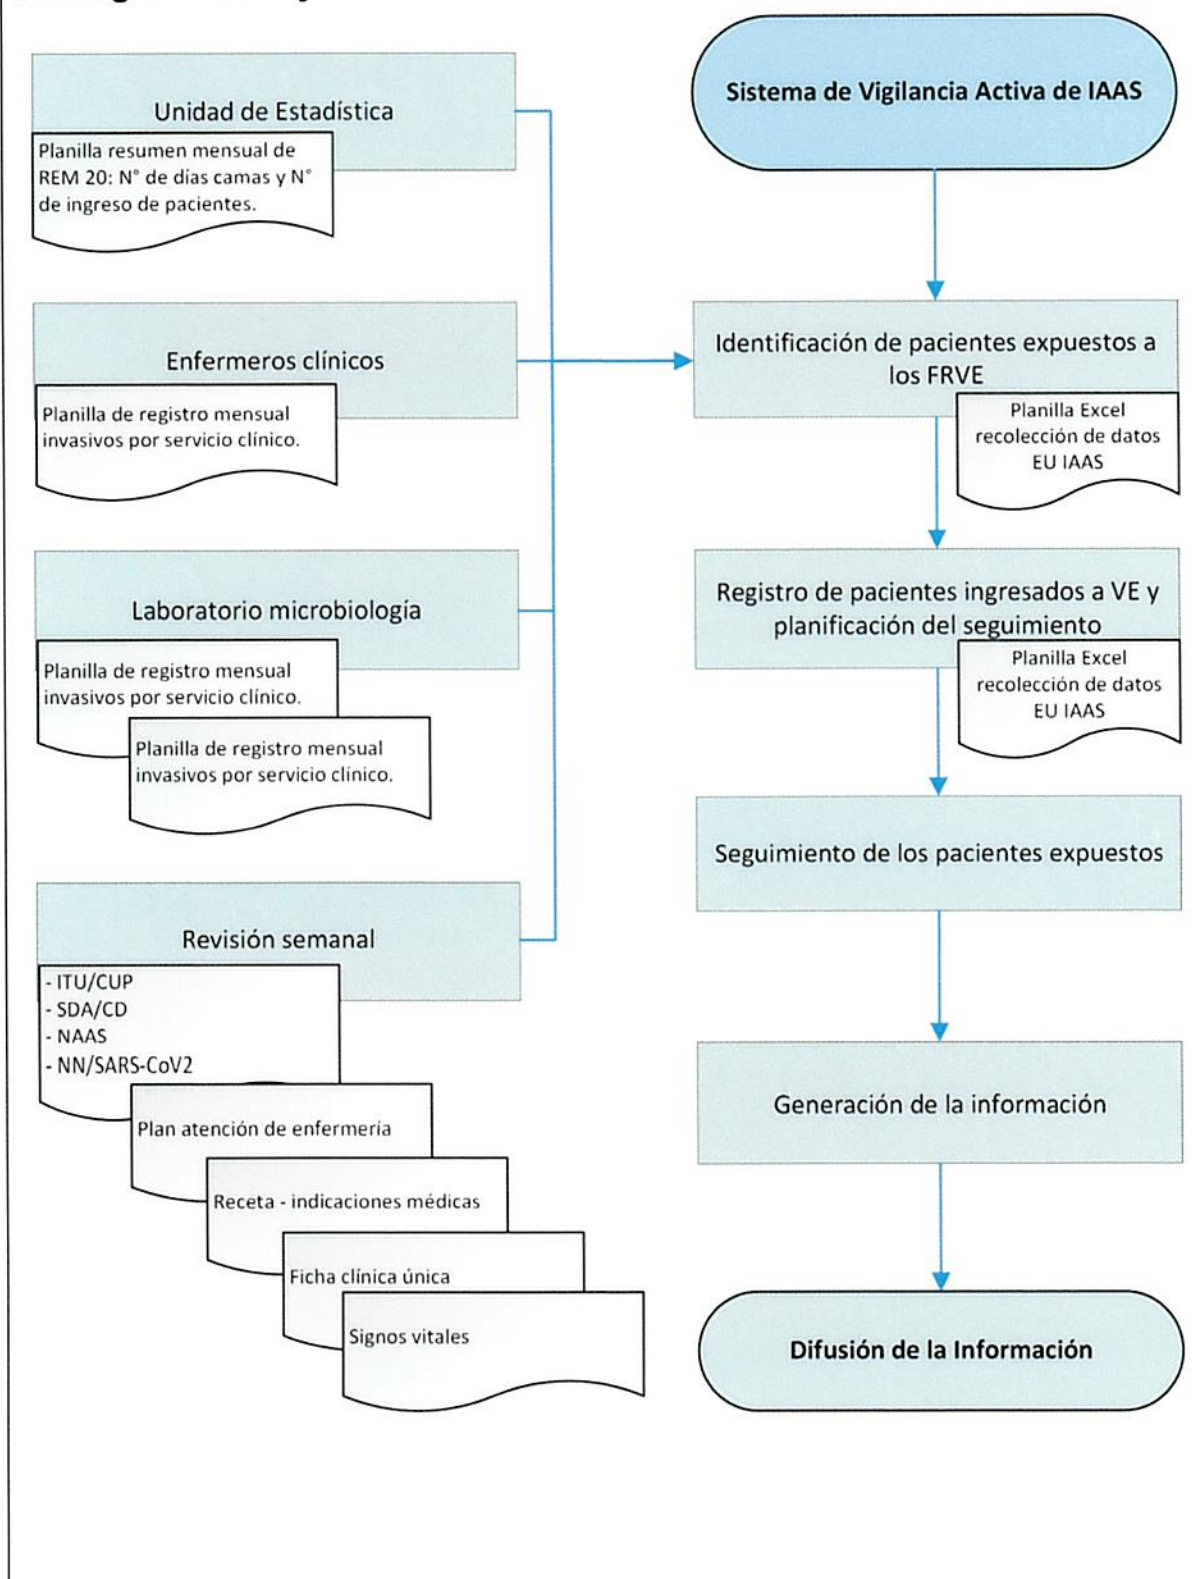 Unidad de Estadística
Planilla resumen mensual de
REM 20: N° de días camas y N°
de ingreso de pacientes.
Enfermeros clínicos
Planilla de registro mensual
invasivos por servicio clínico.
Laboratorio microbiología
Planilla de registro mensual
invasivos por servicio clínico.
Planilla de registro mensual
invasivos por servicio clínico.
Revisión semanal
- ITU/CUP
- SDA/CD
- NAAS
- NN/SARS-CoV2
Plan atención de enfermería
Receta - indicaciones médicas
Ficha clínica única
Signos vitales
Sistema de Vigilancia Activa de IAAS
Identificación de pacientes expuestos a
los FRVE
Planilla Excel
recolección de datos
EU IAAS
Registro de pacientes ingresados a VE y
planificación del seguimiento
Planilla Excel
recolección de datos
EU IAAS
Seguimiento de los pacientes expuestos
Generación de la información
Difusión de la Información